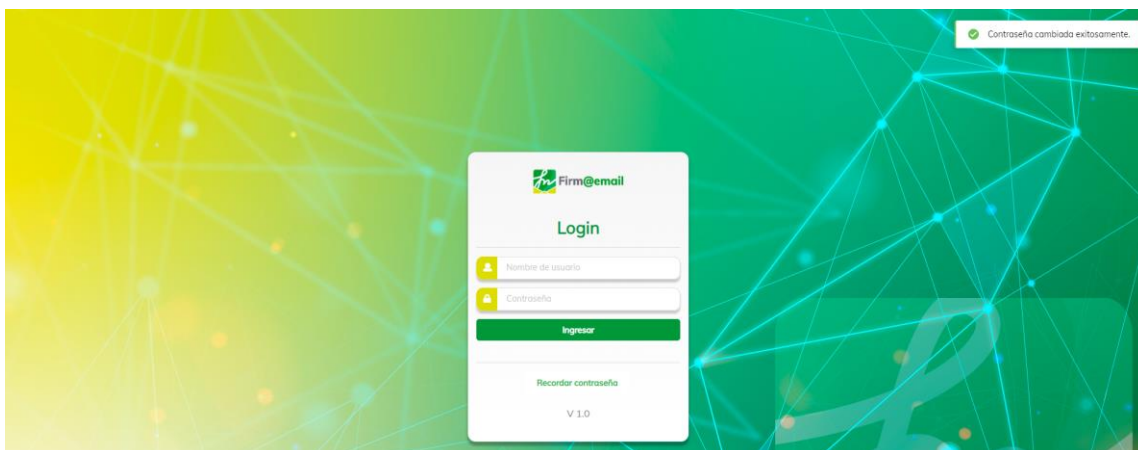 Contraseña cambiada exitosamente.
Firm@email
Login
Nombre de usuario
Contraseña
Ingresar
Recordar contraseña
V 1.0